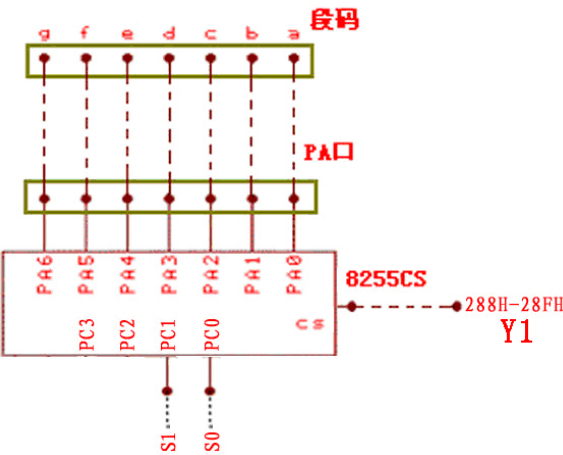 段码
g f e d c b a
PA口
PA6 PA5 PA4 PA3 PA2 PA1 PA0
8255CS
288H-28FH
Y1
CS
PC3 PC2 PC1 PC0
S1 S0